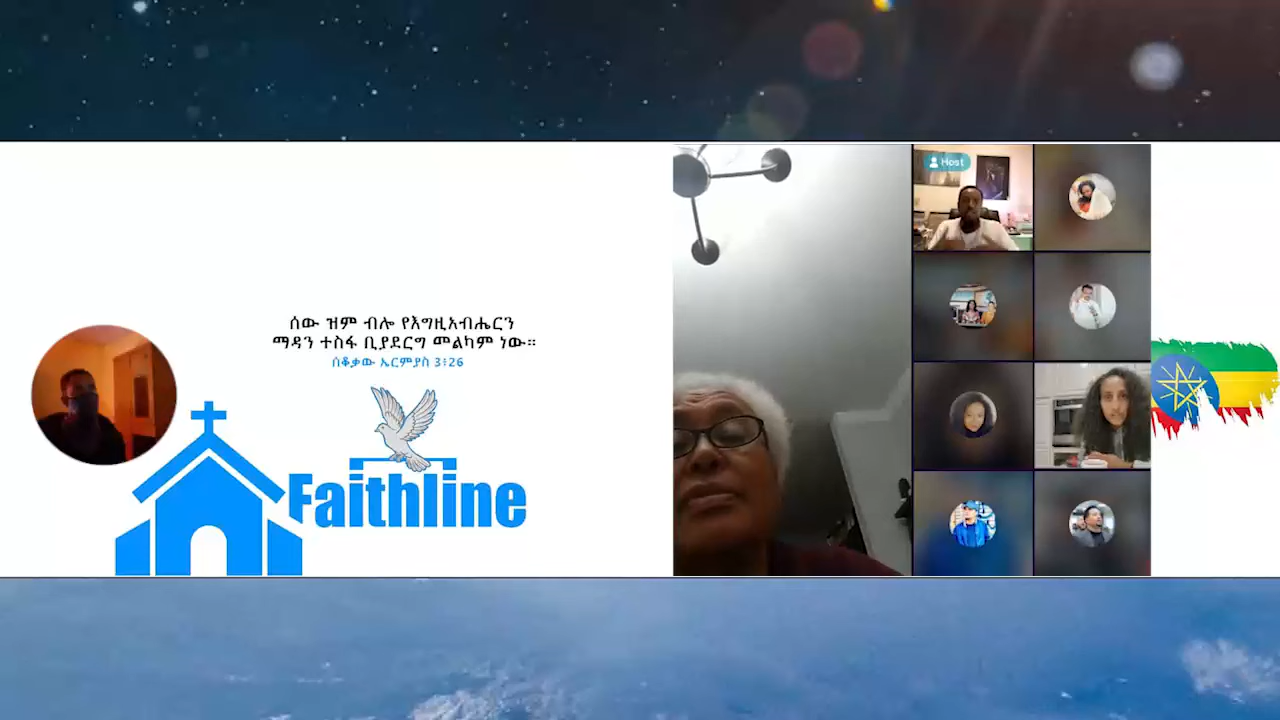 ሰው ዝም ብሎ የእግዚአብሔርን
ማዳን ተስፋ ቢያደርግ መልካም ነው።
ሰቆቃው ኤርምያስ 3፥26
Faithline
Host